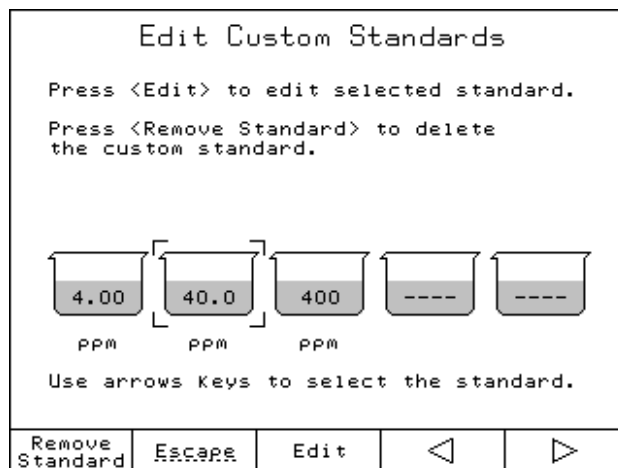 Edit Custom Standards
Press <Edit> to edit selected standard.
Press <Remove Standard> to delete
the custom standard.
4.00 40.0 400 ---- ----
ppm ppm ppm
Use arrows Keys to select the standard.
Remove
Standard
Escape
Edit